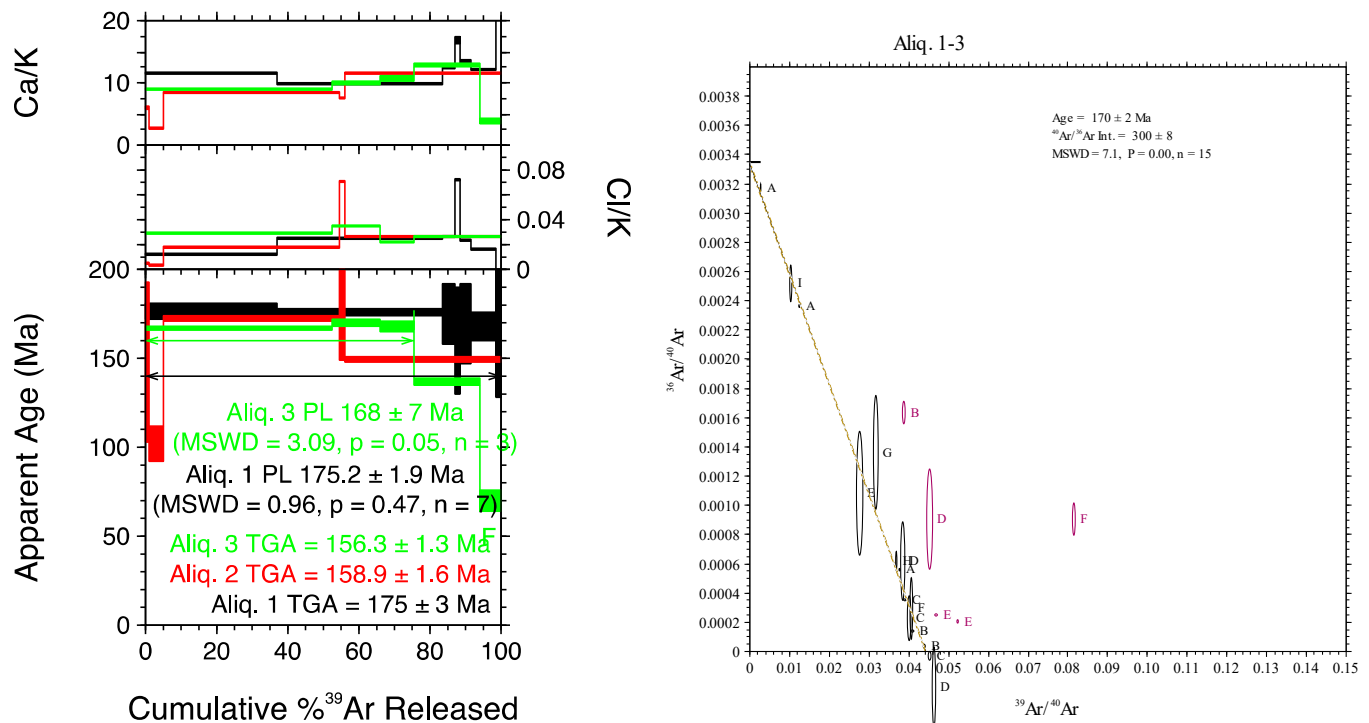 Ca/K
20
10
0
Cl/K
0.08
0.04
0
Apparent Age (Ma)
200
150
100
50
0
Aliq. 3 PL 168 ± 7 Ma
(MSWD = 3.09, p = 0.05, n = 3)
Aliq. 1 PL 175.2 ± 1.9 Ma
(MSWD = 0.96, p = 0.47, n = 7)
F
Aliq. 3 TGA = 156.3 ± 1.3 Ma
Aliq. 2 TGA = 158.9 ± 1.6 Ma
Aliq. 1 TGA = 175 ± 3 Ma
0 20 40 60 80 100
Cumulative %³⁹Ar Released
Aliq. 1-3
Age = 170 ± 2 Ma
⁴⁰Ar/³⁶Ar Int. = 300 ± 8
MSWD = 7.1, P = 0.00, n = 15
³⁶Ar/⁴⁰Ar
0.0038
0.0036
0.0034
0.0032
0.0030
0.0028
0.0026
0.0024
0.0022
0.0020
0.0018
0.0016
0.0014
0.0012
0.0010
0.0008
0.0006
0.0004
0.0002
0
A
I
A
B
G
E
D
F
H D
A
C
F
C
E
E
B
B
C
D
0 0.01 0.02 0.03 0.04 0.05 0.06 0.07 0.08 0.09 0.10 0.11 0.12 0.13 0.14 0.15
³⁹Ar/⁴⁰Ar